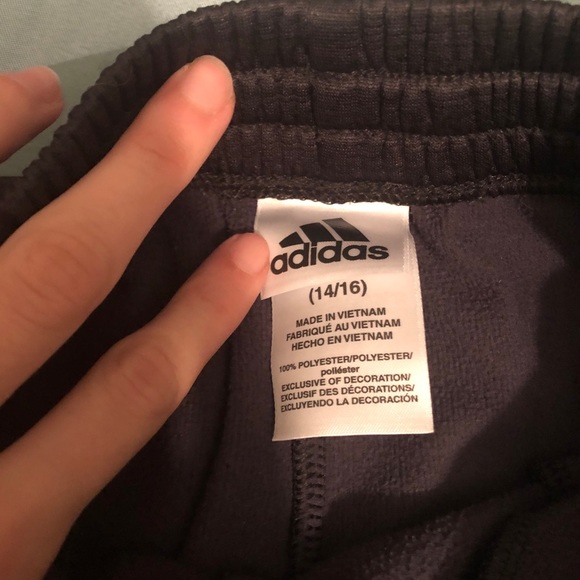 adidas
(14/16)
MADE IN VIETNAM
FABRIQUÉ AU VIETNAM
HECHO EN VIETNAM
100% POLYESTER/POLYESTER/
poliéster
EXCLUSIVE OF DECORATION/
EXCLUSIF DES DÉCORATIONS/
EXCLUYENDO LA DECORACIÓN